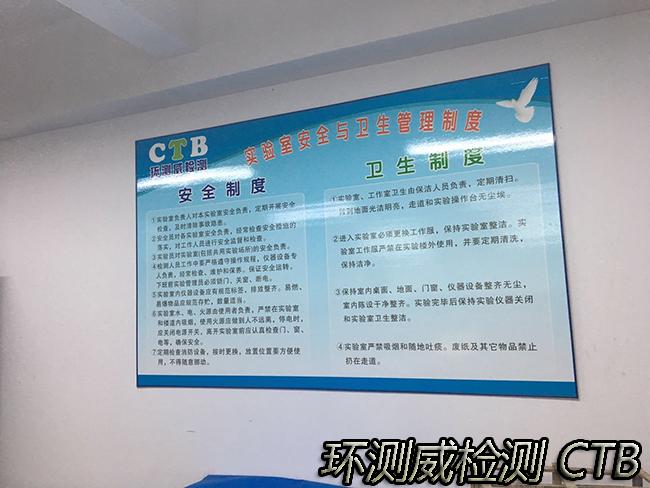 CTB
环测威检测
实验室安全与卫生管理制度
安全制度
①实验室负责人对本实验室安全负责，定期开展安全
检查，及时清除事故隐患。
②安全员对各实验室安全负责，经常检查安全措施的
落实，对工作人员进行安全监督和检查。
③实验员对实验室(包括共用实验场所)的安全负责。
④检测人员工作中要严格遵守操作规程，仪器设备专
人负责，经常检查、维护和保养。保证安全运转。
下班前实验管理员必须锁门、关窗、断电。
⑤实验室内仪器设备应有规范标签，排放整齐。易燃、
易爆物品应规范存贮，数量适当。
⑥实验室水、电、火源由使用者负责，严禁在实验室
和楼道内吸烟，使用火源应做到人不远离，停电时，
应关闭电源开关，离开实验室前应认真检查门、窗、
电等，确保安全。
⑦定期检查消防设备，按时更换，放置位置要方便使
用，不得随意挪动。
卫生制度
①实验室、工作室卫生由保洁人员负责，定期清扫。
做到地面光洁明亮，走道和实验操作台无尘埃。
②进入实验室必须更换工作服，保持实验室整洁。实
验室工作服严禁在实验楼外使用，并要定期清洗，
保持洁净。
③保持室内桌面、地面、门窗、仪器设备整齐无尘，
室内陈设干净整齐。实验完毕后保持实验仪器关闭
和实验室卫生整洁。
④实验室严禁吸烟和随地吐痰。废纸及其它物品禁止
扔在走道。
环测威检测 CTB